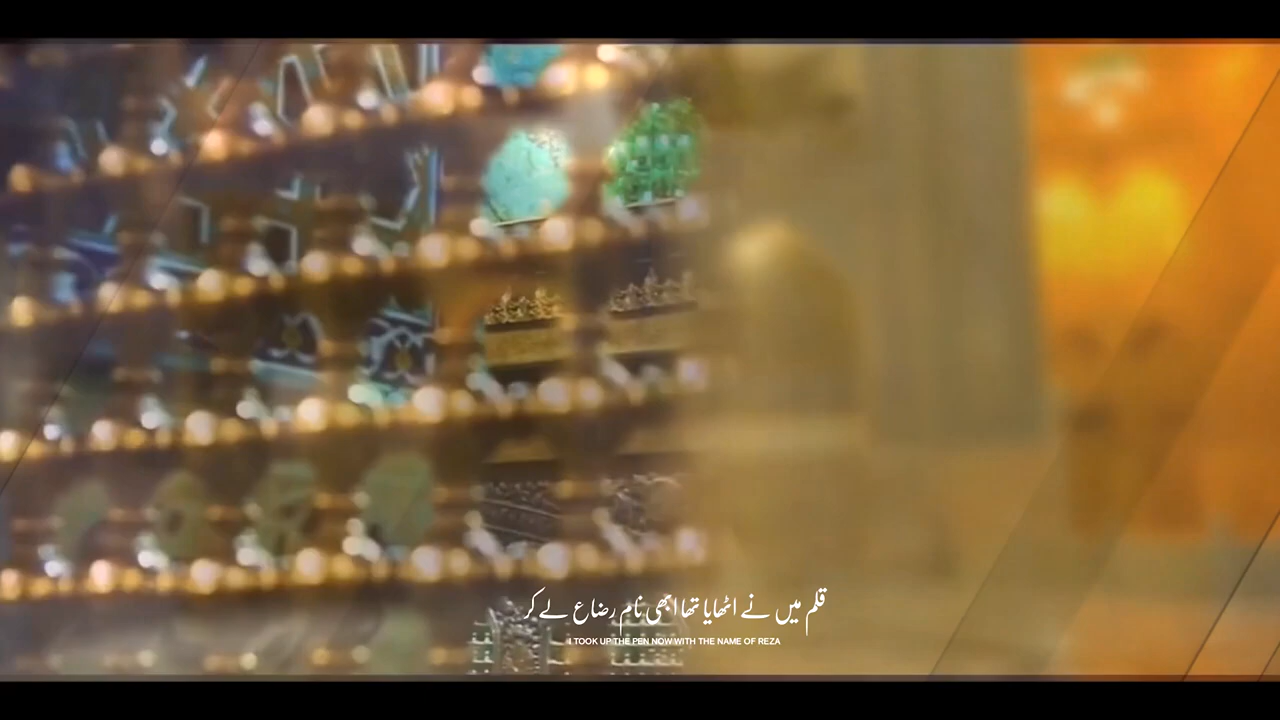 قلم میں نے اٹھایا تھا ابھی نام رضاع لے کر
I TOOK UP THE PEN NOW WITH THE NAME OF REZA